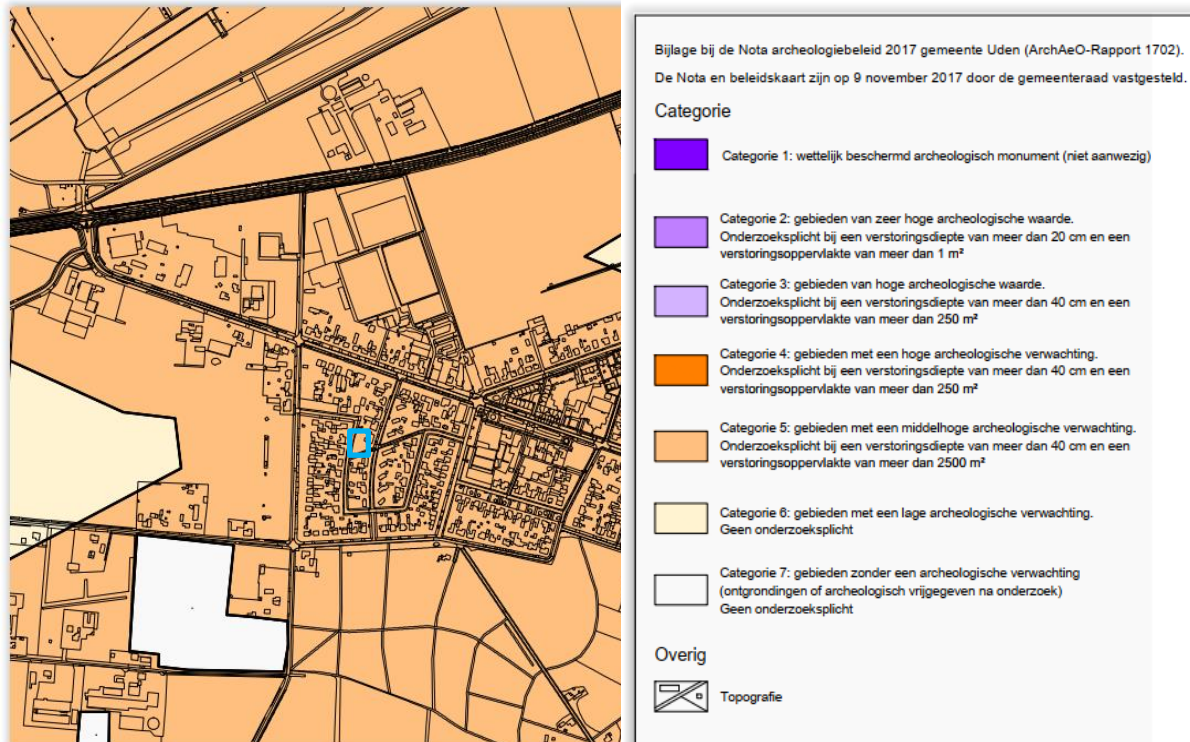 Bijlage bij de Nota archeologiebeleid 2017 gemeente Uden (ArchAeO-Rapport 1702).
De Nota en beleidskaart zijn op 9 november 2017 door de gemeenteraad vastgesteld.
Categorie
Categorie 1: wettelijk beschermd archeologisch monument (niet aanwezig)
Categorie 2: gebieden van zeer hoge archeologische waarde.
Onderzoeksplicht bij een verstoringsdiepte van meer dan 20 cm en een
verstoringsoppervlakte van meer dan 1 m²
Categorie 3: gebieden van hoge archeologische waarde.
Onderzoeksplicht bij een verstoringsdiepte van meer dan 40 cm en een
verstoringsoppervlakte van meer dan 250 m²
Categorie 4: gebieden met een hoge archeologische verwachting.
Onderzoeksplicht bij een verstoringsdiepte van meer dan 40 cm en een
verstoringsoppervlakte van meer dan 250 m²
Categorie 5: gebieden met een middelhoge archeologische verwachting.
Onderzoeksplicht bij een verstoringsdiepte van meer dan 40 cm en een
verstoringsoppervlakte van meer dan 2500 m²
Categorie 6: gebieden met een lage archeologische verwachting.
Geen onderzoeksplicht
Categorie 7: gebieden zonder een archeologische verwachting
(ontgrondingen of archeologisch vrijgegeven na onderzoek)
Geen onderzoeksplicht
Overig
Topografie